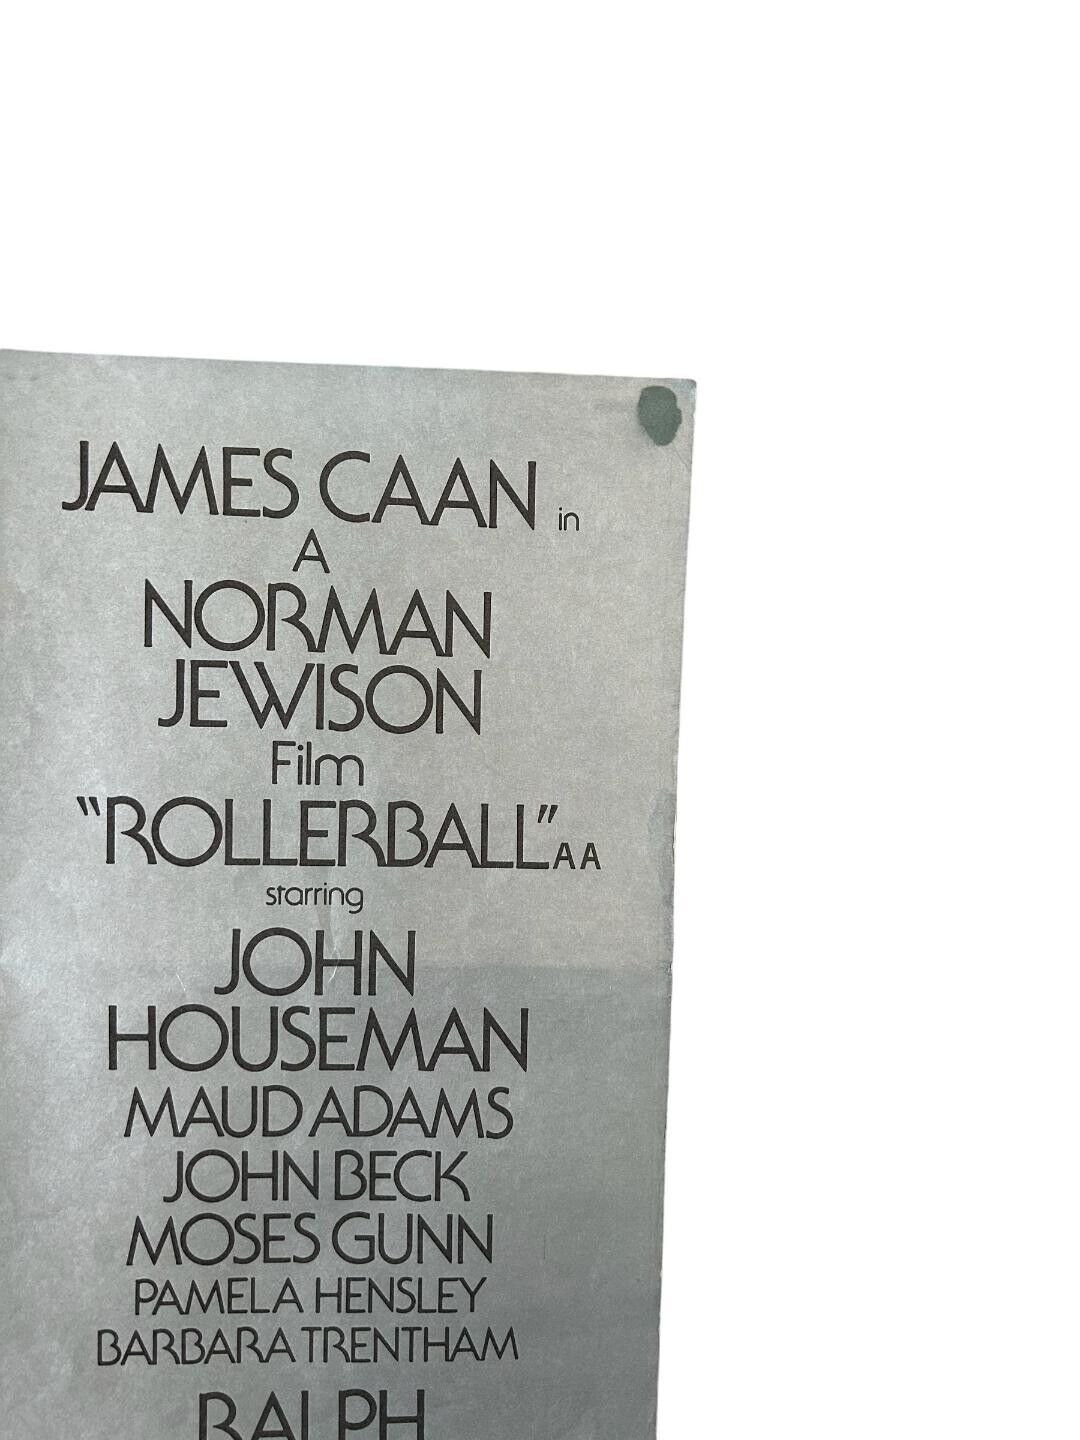 JAMES CAAN in
A
NORMAN
JEWISON
Film
"ROLLERBALL" AA
starring
JOHN
HOUSEMAN
MAUD ADAMS
JOHN BECK
MOSES GUNN
PAMELA HENSLEY
BARBARA TRENTHAM
RALPH